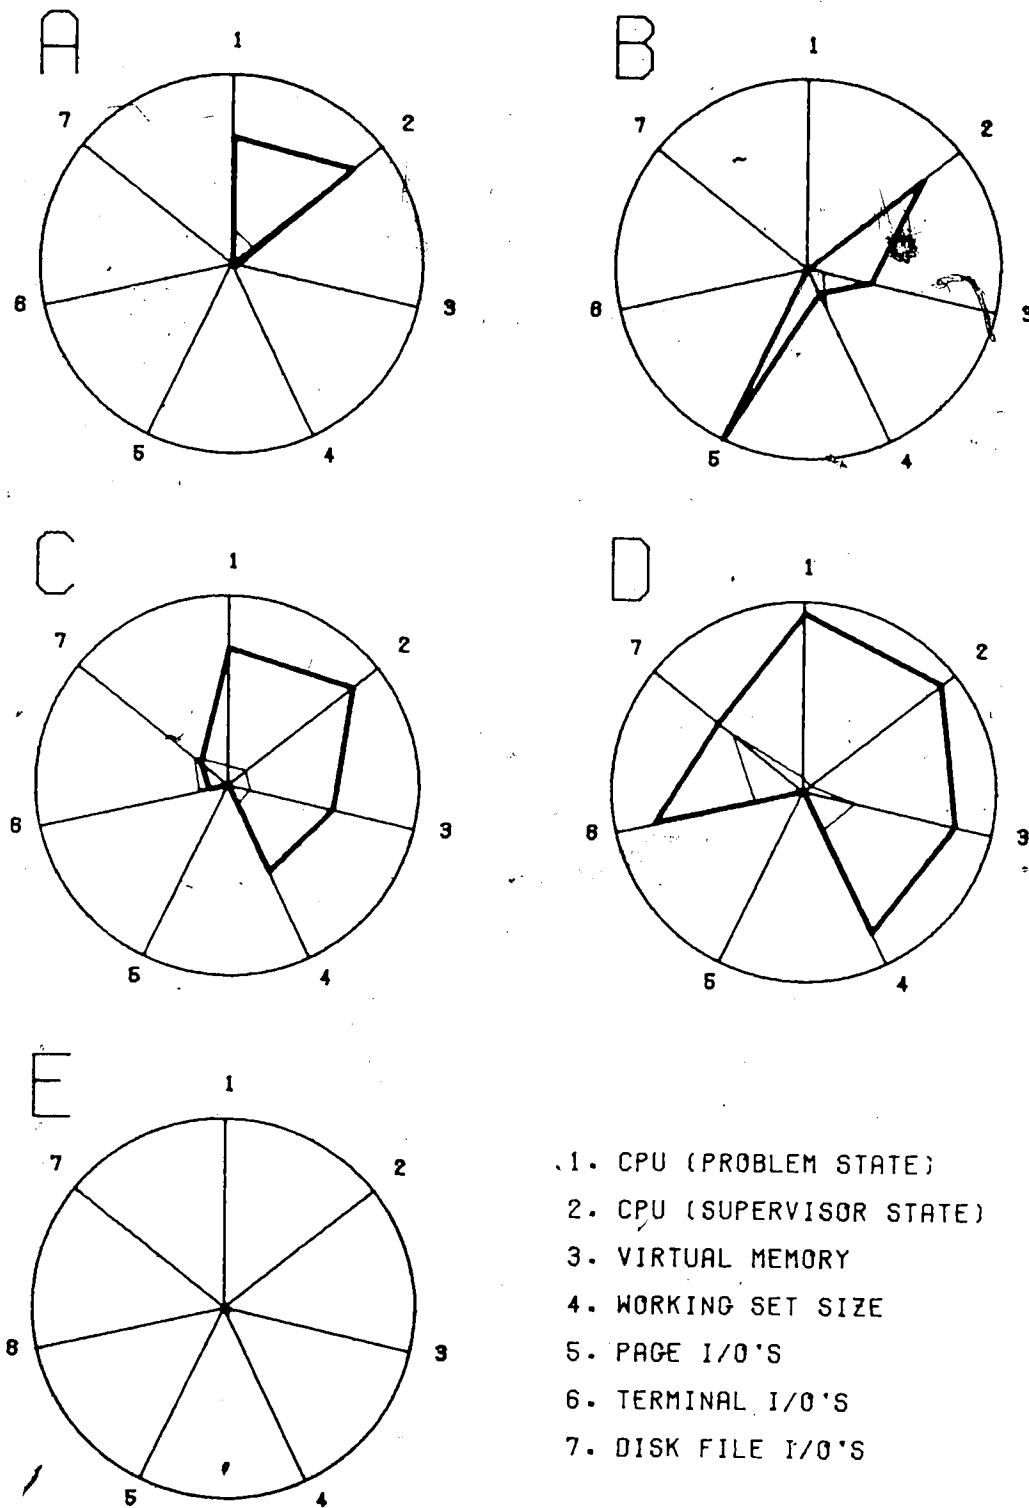 A
1
2
3
4
5
6
7
B
1
2
3
4
5
6
7
C
1
2
3
4
5
6
7
D
1
2
3
4
5
6
7
E
1
2
3
4
5
6
7
1. CPU (PROBLEM STATE)
2. CPU (SUPERVISOR STATE)
3. VIRTUAL MEMORY
4. WORKING SET SIZE
5. PAGE I/O'S
6. TERMINAL I/O'S
7. DISK FILE I/O'S